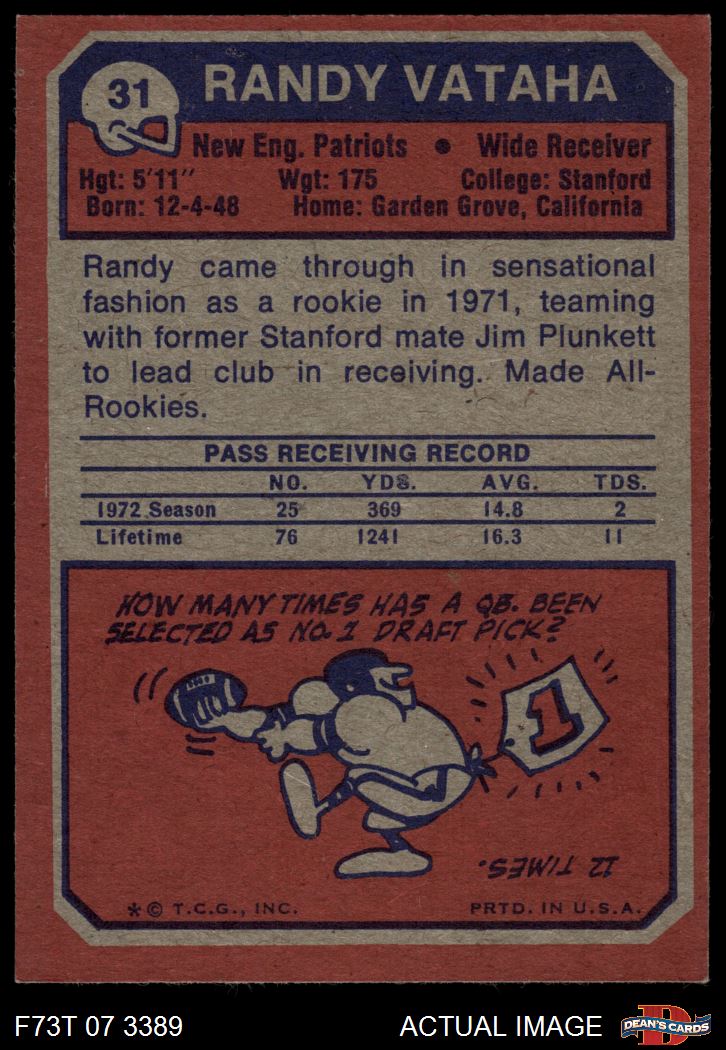 31
RANDY VATAHA
New Eng. Patriots • Wide Receiver
Hgt: 5'11" Wgt: 175 College: Stanford
Born: 12-4-48 Home: Garden Grove, California
Randy came through in sensational
fashion as a rookie in 1971, teaming
with former Stanford mate Jim Plunkett
to lead club in receiving. Made All-
Rookies.
PASS RECEIVING RECORD
NO. YDS. AVG. TDS.
1972 Season 25 369 14.8 2
Lifetime 76 1241 16.3 11
HOW MANY TIMES HAS A QB. BEEN
SELECTED AS NO. 1 DRAFT PICK?
1
12 TIMES.
* © T.C.G., INC. PRTD. IN U.S.A.
F73T 07 3389 ACTUAL IMAGE
D
DEAN'S CARDS